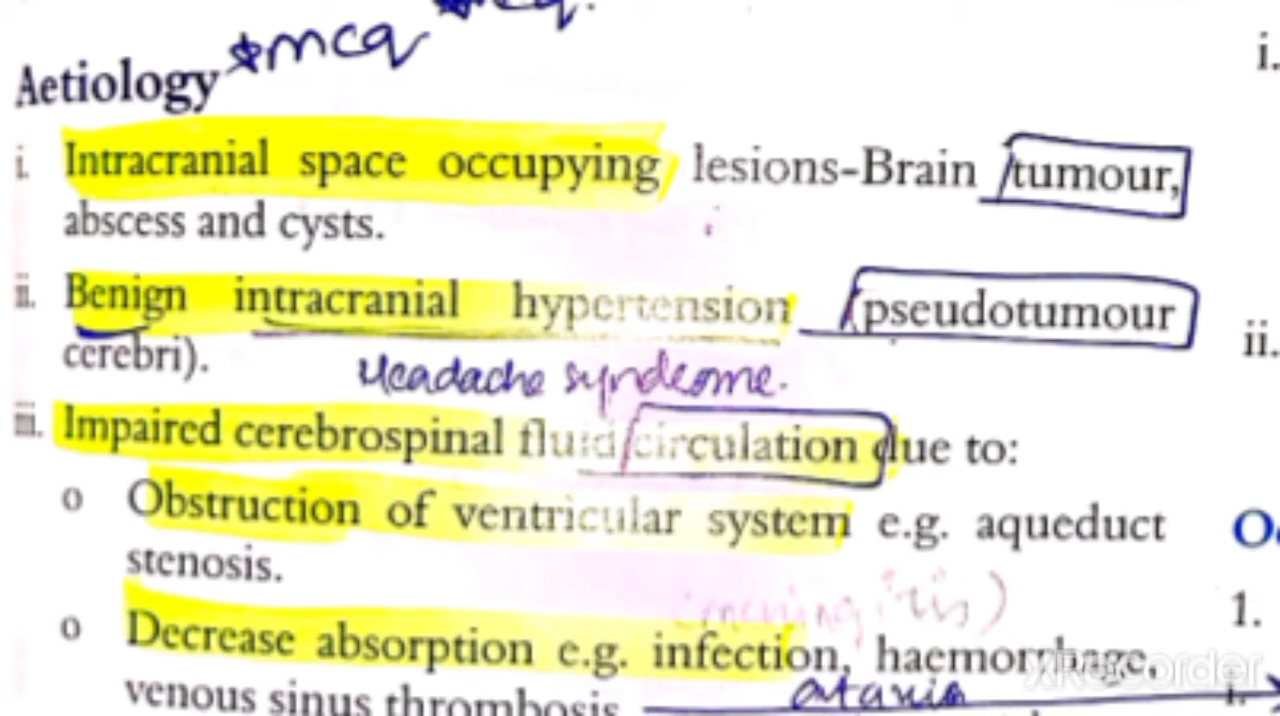 *mcq
Aetiology
i.
i. Intracranial space occupying lesions-Brain tumour,
abscess and cysts.
ii. Benign intracranial hypertension (pseudotumour
cerebri).
ii.
Headache syndrome.
iii. Impaired cerebrospinal fluid circulation due to:
o Obstruction of ventricular system e.g. aqueduct
stenosis.
(meningitis)
1.
o Decrease absorption e.g. infection, haemorrhage,
venous sinus thrombosis
xRecorder
i.